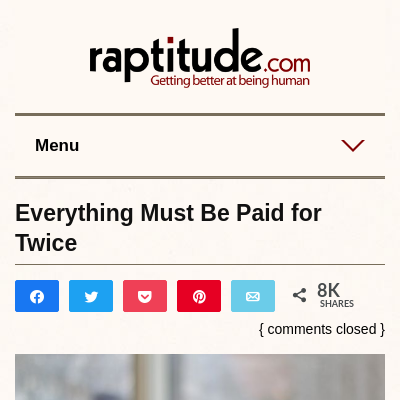 raptitude.com
Getting better at being human
Menu
Everything Must Be Paid for
Twice
8K
SHARES
{ comments closed }